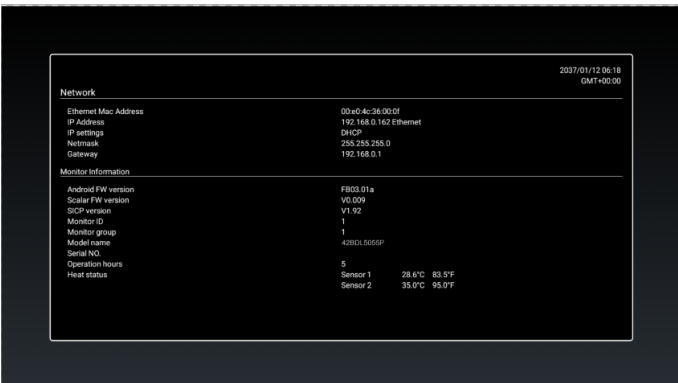 2037/01/12 06:18
GMT+00:00
Network
Ethernet Mac Address 00:e0:4c:36:00:0f
IP Address 192.168.0.162 Ethernet
IP settings DHCP
Netmask 255.255.255.0
Gateway 192.168.0.1
Monitor Information
Android FW version FB03.01a
Scalar FW version V0.009
SICP version V1.92
Monitor ID 1
Monitor group 1
Model name 42BDL5055P
Serial NO.
Operation hours 5
Heat status Sensor 1 28.6°C 83.5°F
Sensor 2 35.0°C 95.0°F